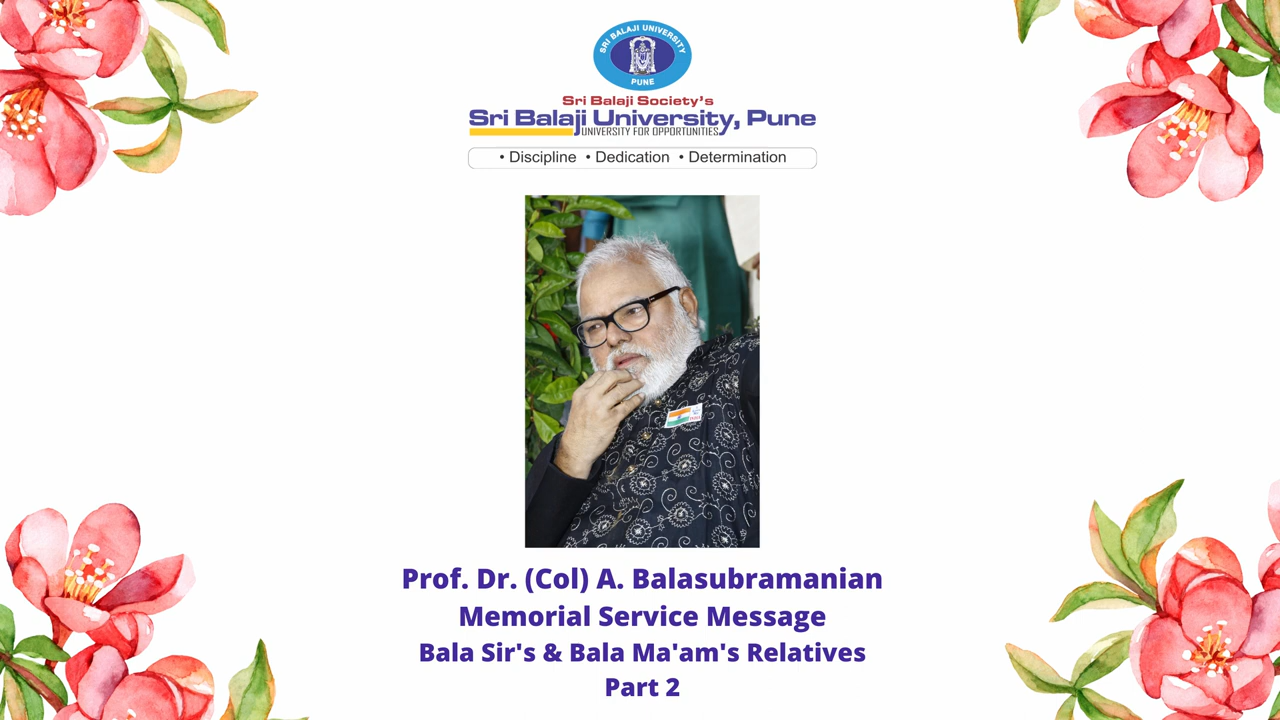 SRI BALAJI UNIVERSITY
PUNE
Sri Balaji Society's
Sri Balaji University, Pune
UNIVERSITY FOR OPPORTUNITIES
• Discipline • Dedication • Determination
Prof. Dr. (Col) A. Balasubramanian
Memorial Service Message
Bala Sir's & Bala Ma'am's Relatives
Part 2